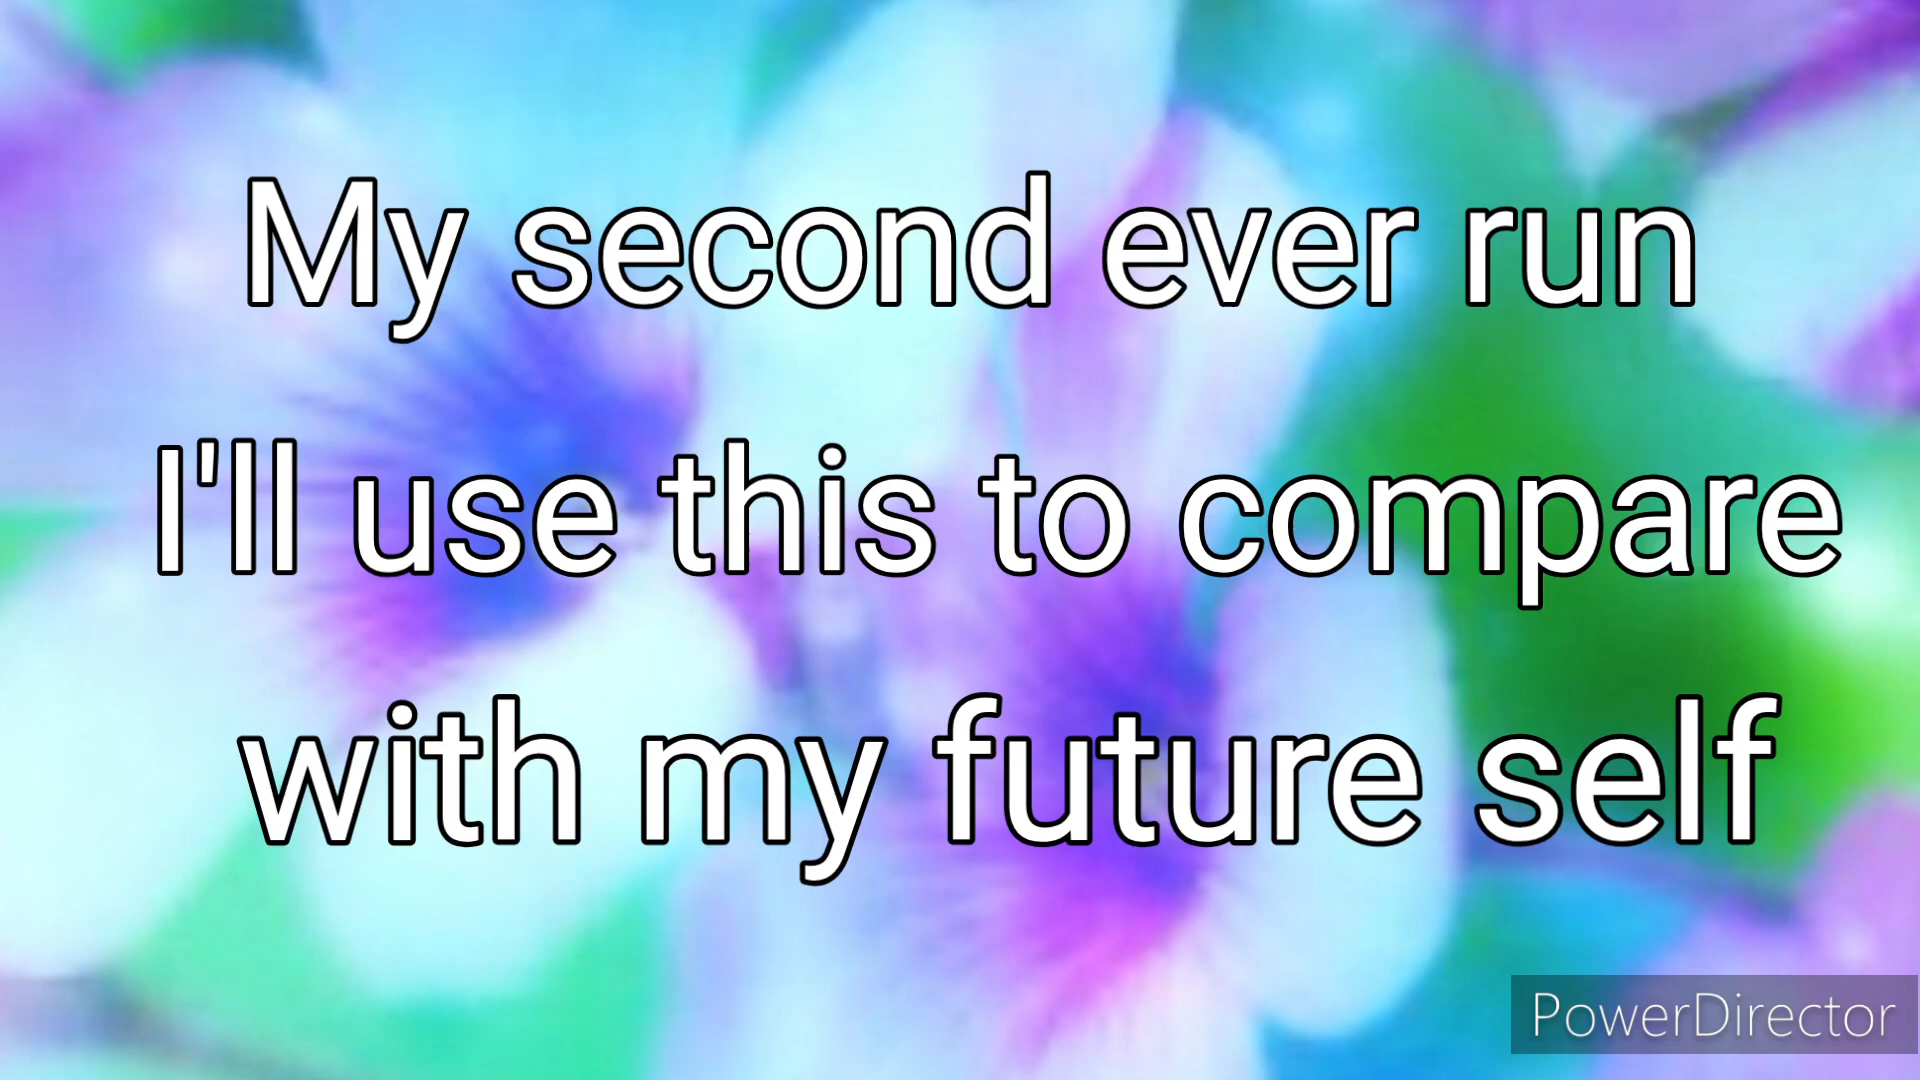 My second ever run
I'll use this to compare
with my future self
PowerDirector